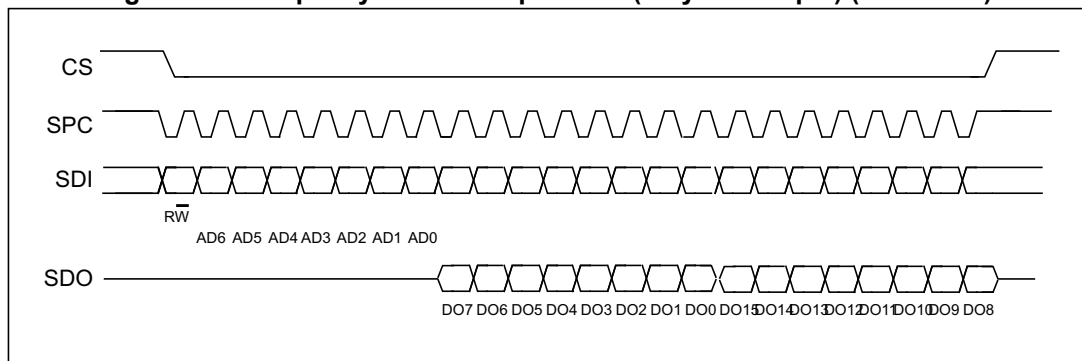 CS
SPC
SDI
RW
AD6 AD5 AD4 AD3 AD2 AD1 AD0
SDO
DO7 DO6 DO5 DO4 DO3 DO2 DO1 DO0 DO15 DO14 DO13 DO12 DO11 DO10 DO9 DO8